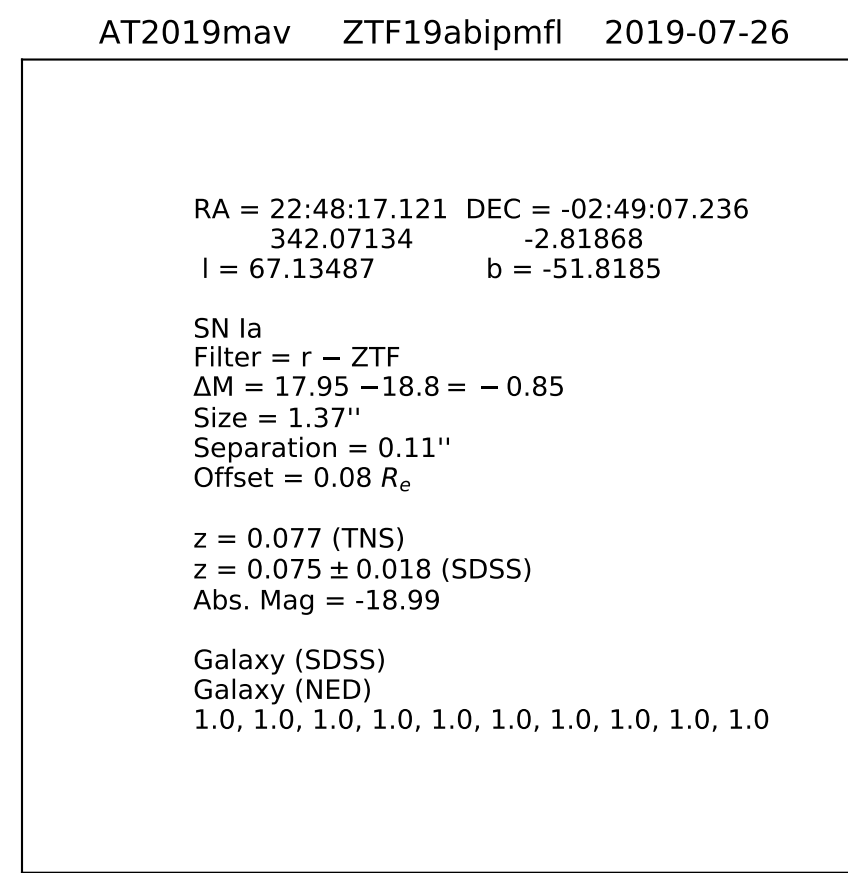 AT2019mav ZTF19abipmfl 2019-07-26
RA = 22:48:17.121 DEC = -02:49:07.236
342.07134 -2.81868
l = 67.13487 b = -51.8185
SN Ia
Filter = r − ZTF
ΔM = 17.95 −18.8 = − 0.85
Size = 1.37''
Separation = 0.11''
Offset = 0.08 Rₑ
z = 0.077 (TNS)
z = 0.075 ± 0.018 (SDSS)
Abs. Mag = -18.99
Galaxy (SDSS)
Galaxy (NED)
1.0, 1.0, 1.0, 1.0, 1.0, 1.0, 1.0, 1.0, 1.0, 1.0